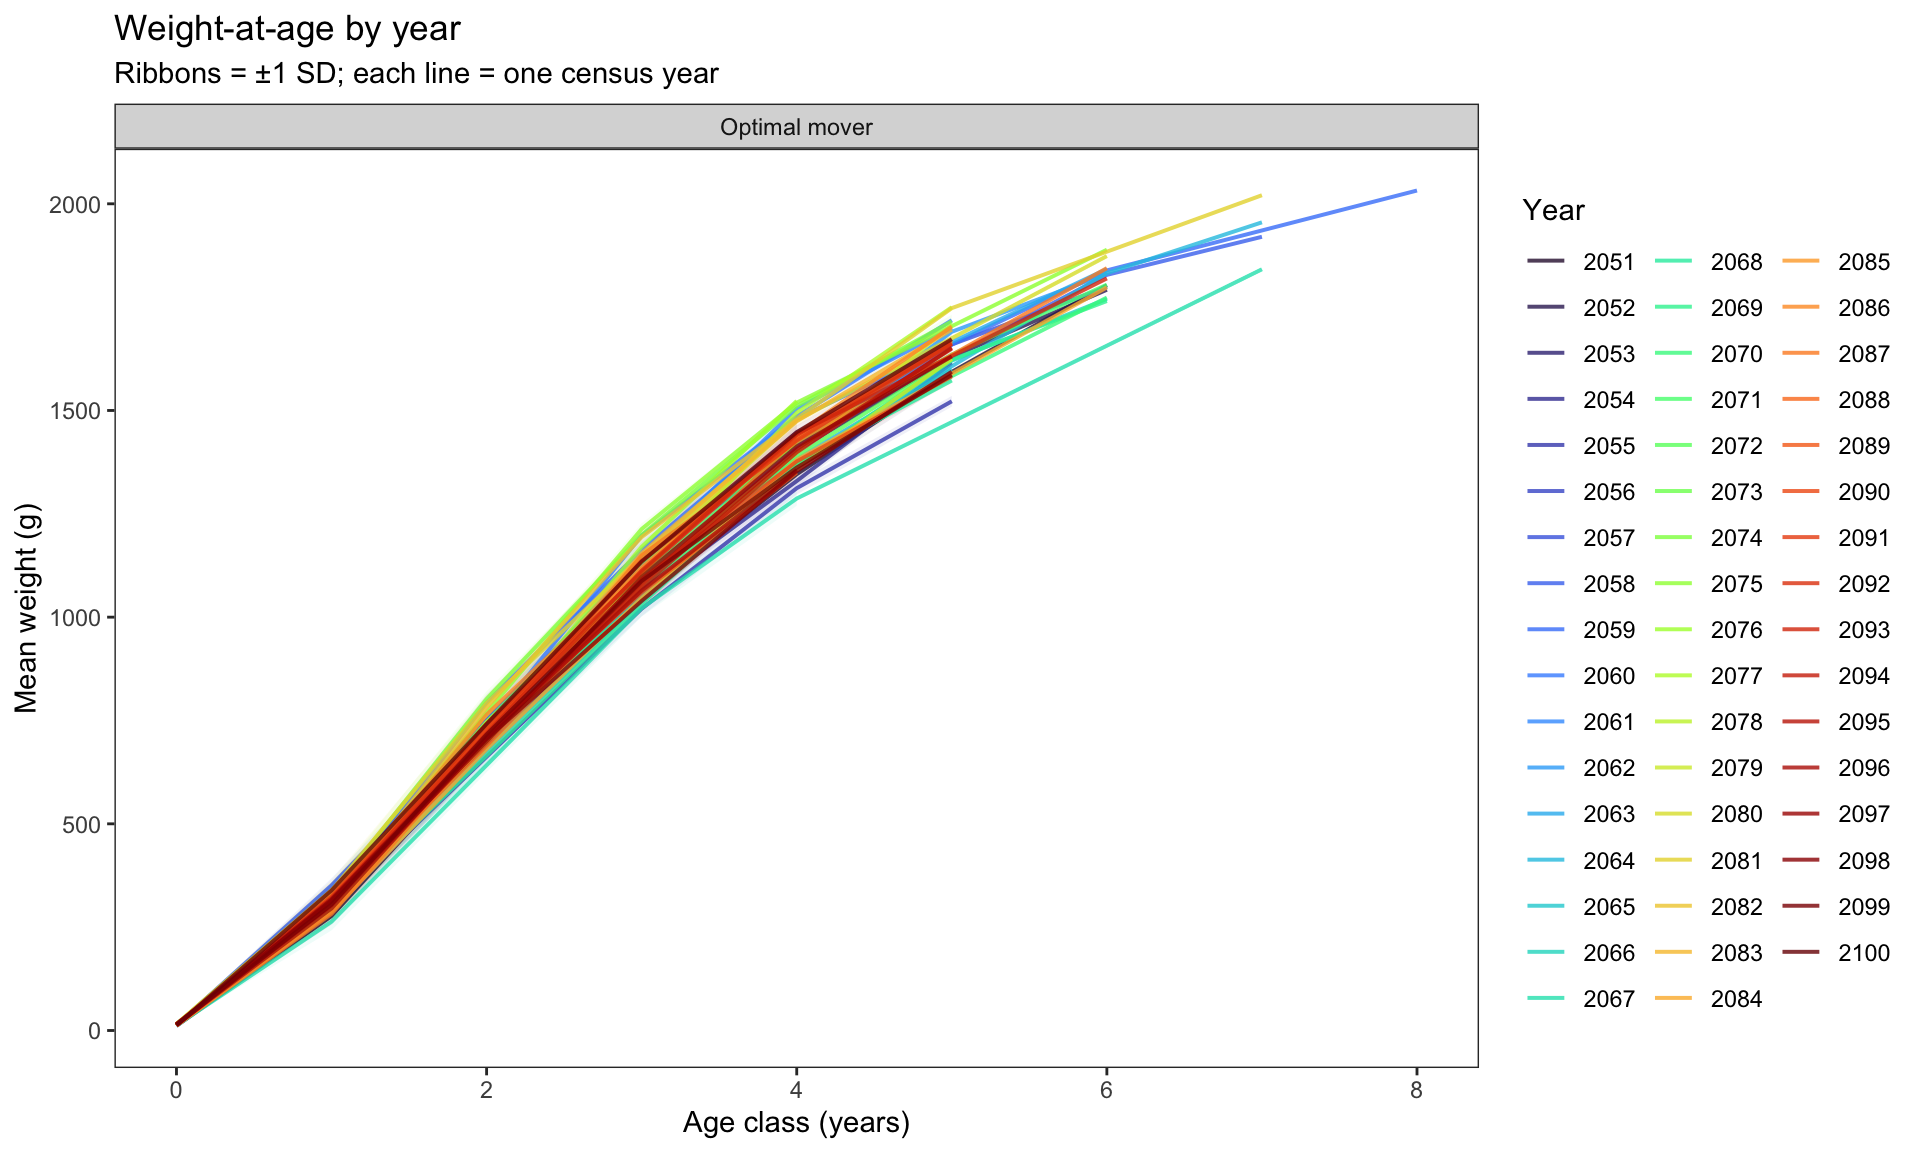 Weight-at-age by year
Ribbons = ±1 SD; each line = one census year
Optimal mover
Mean weight (g)
2000
1500
1000
500
0
0 2 4 6 8
Age class (years)
Year
2051 2068 2085
2052 2069 2086
2053 2070 2087
2054 2071 2088
2055 2072 2089
2056 2073 2090
2057 2074 2091
2058 2075 2092
2059 2076 2093
2060 2077 2094
2061 2078 2095
2062 2079 2096
2063 2080 2097
2064 2081 2098
2065 2082 2099
2066 2083 2100
2067 2084